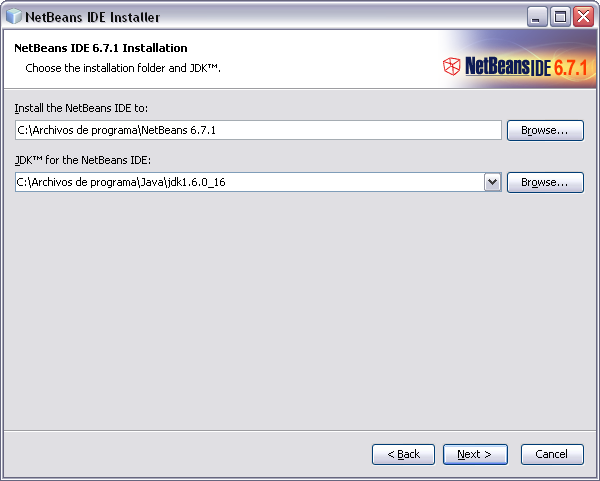 NetBeans IDE Installer
NetBeans IDE 6.7.1 Installation
Choose the installation folder and JDK™.
NetBeans IDE 6.7.1
Install the NetBeans IDE to:
C:\Archivos de programa\NetBeans 6.7.1
Browse...
JDK™ for the NetBeans IDE:
C:\Archivos de programa\Java\jdk1.6.0_16
Browse...
< Back
Next >
Cancel